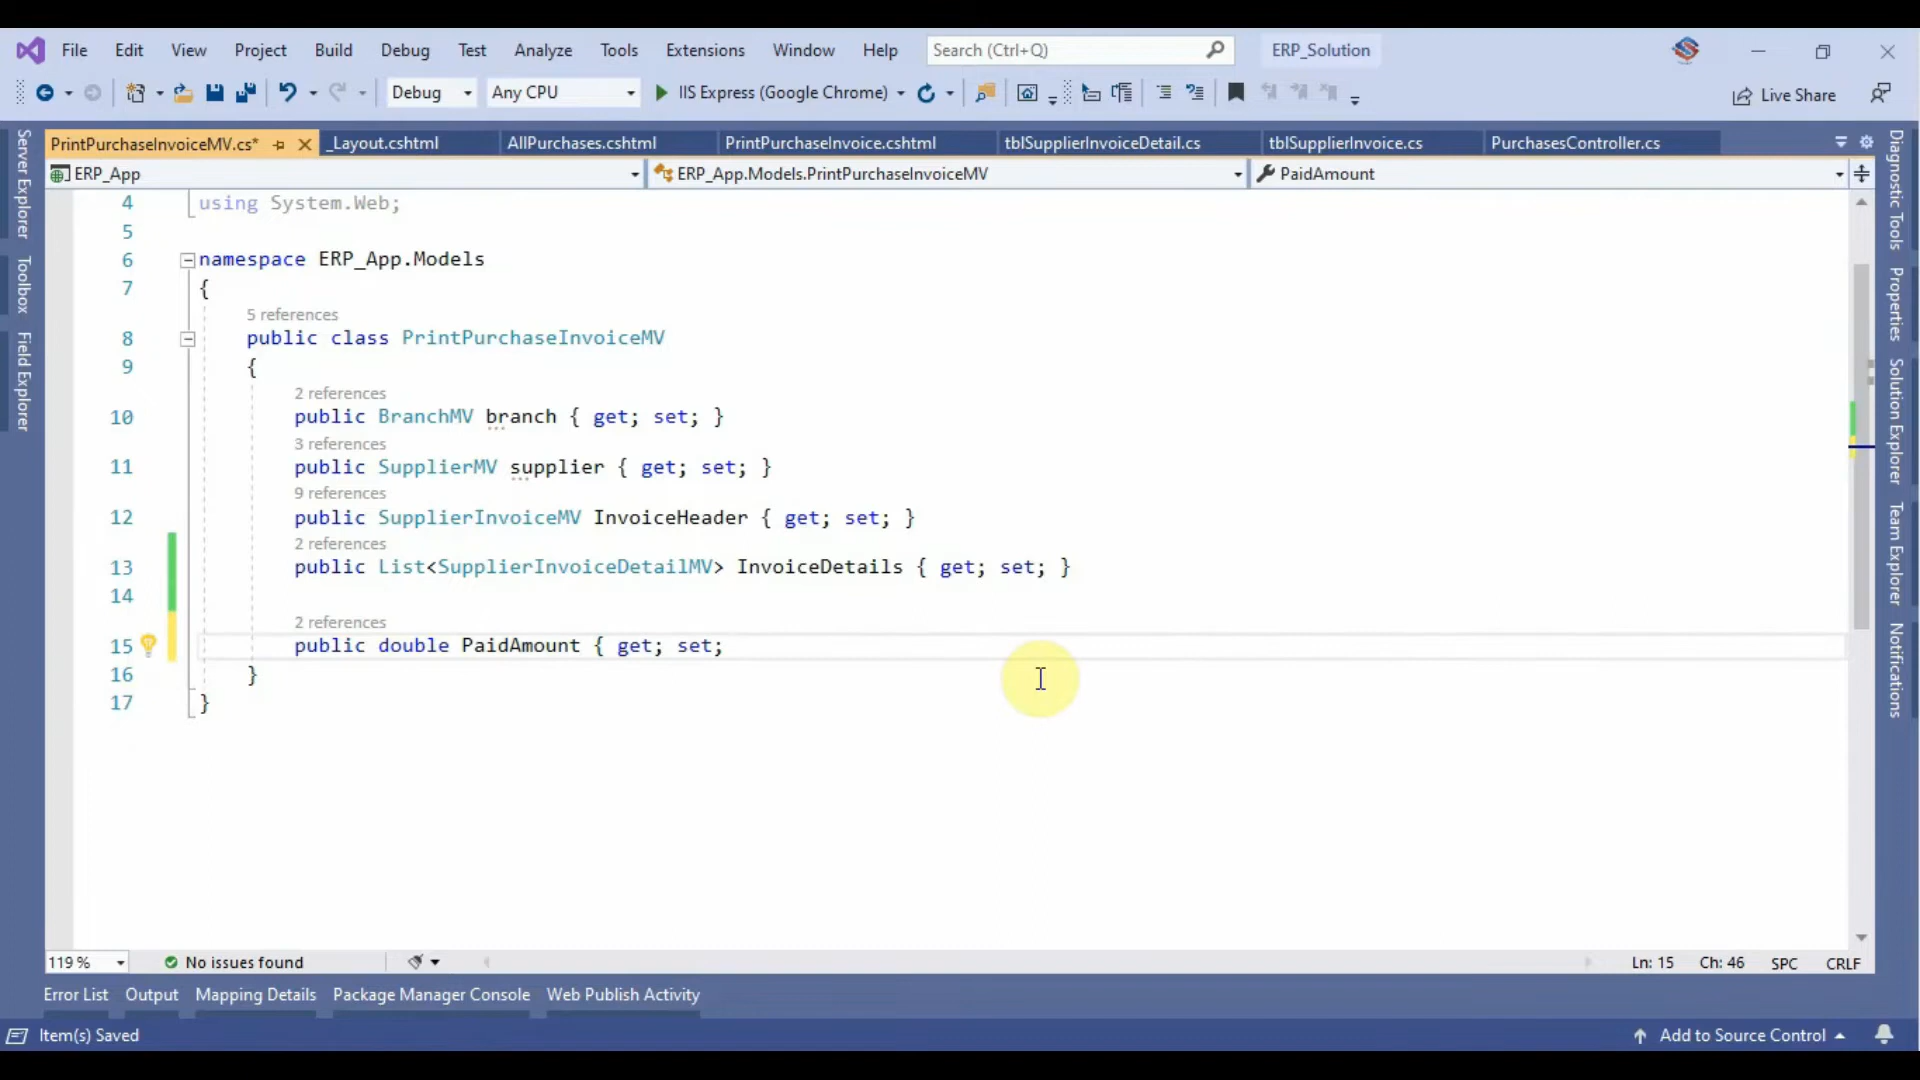 File Edit View Project Build Debug Test Analyze Tools Extensions Window Help Search (Ctrl+Q) ERP_Solution
Debug Any CPU IIS Express (Google Chrome) Live Share
PrintPurchaseInvoiceMV.cs* _Layout.cshtml AllPurchases.cshtml PrintPurchaseInvoice.cshtml tblSupplierInvoiceDetail.cs tblSupplierInvoice.cs PurchasesController.cs
ERP_App ERP_App.Models.PrintPurchaseInvoiceMV PaidAmount
Server Explorer
Toolbox
Field Explorer
4 using System.Web;
5
6 namespace ERP_App.Models
7 {
5 references
8 public class PrintPurchaseInvoiceMV
9 {
2 references
10 public BranchMV branch { get; set; }
3 references
11 public SupplierMV supplier { get; set; }
9 references
12 public SupplierInvoiceMV InvoiceHeader { get; set; }
2 references
13 public List<SupplierInvoiceDetailMV> InvoiceDetails { get; set; }
14
2 references
15 public double PaidAmount { get; set;
16 }
17 }
Diagnostic Tools
Properties
Solution Explorer
Team Explorer
Notifications
119 % No issues found Ln: 15 Ch: 46 SPC CRLF
Error List Output Mapping Details Package Manager Console Web Publish Activity
Item(s) Saved Add to Source Control